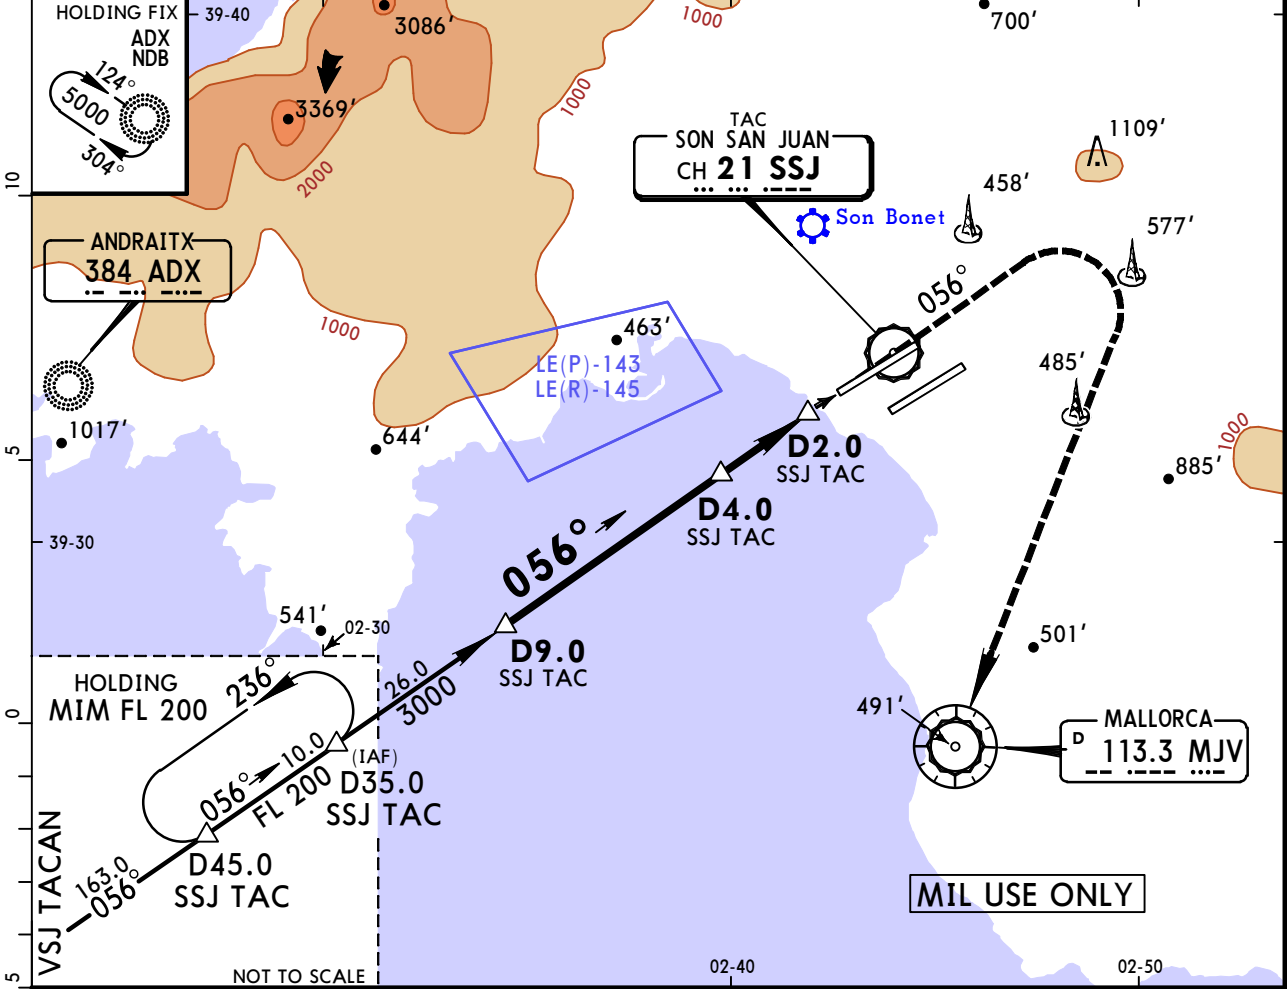 HOLDING FIX
ADX
NDB
124°
5000
304°
39-40
3086'
3369'
2000
1000
1000
1000
700'
TAC
SON SAN JUAN
CH 21 SSJ
Son Bonet
1109'
458'
577'
10
ANDRAITX
384 ADX
056°
463'
LE(P)-143
LE(R)-145
485'
1017'
644'
1000
5
D2.0
SSJ TAC
885'
D4.0
SSJ TAC
39-30
056°
541'
02-30
501'
D9.0
SSJ TAC
HOLDING
MIM FL 200
236°
26.0
3000
491'
MALLORCA
D 113.3 MJV
0
056°
10.0
FL 200
(IAF)
D35.0
SSJ TAC
D45.0
SSJ TAC
163.0
056°
VSJ TACAN
MIL USE ONLY
NOT TO SCALE
02-40
02-50
5